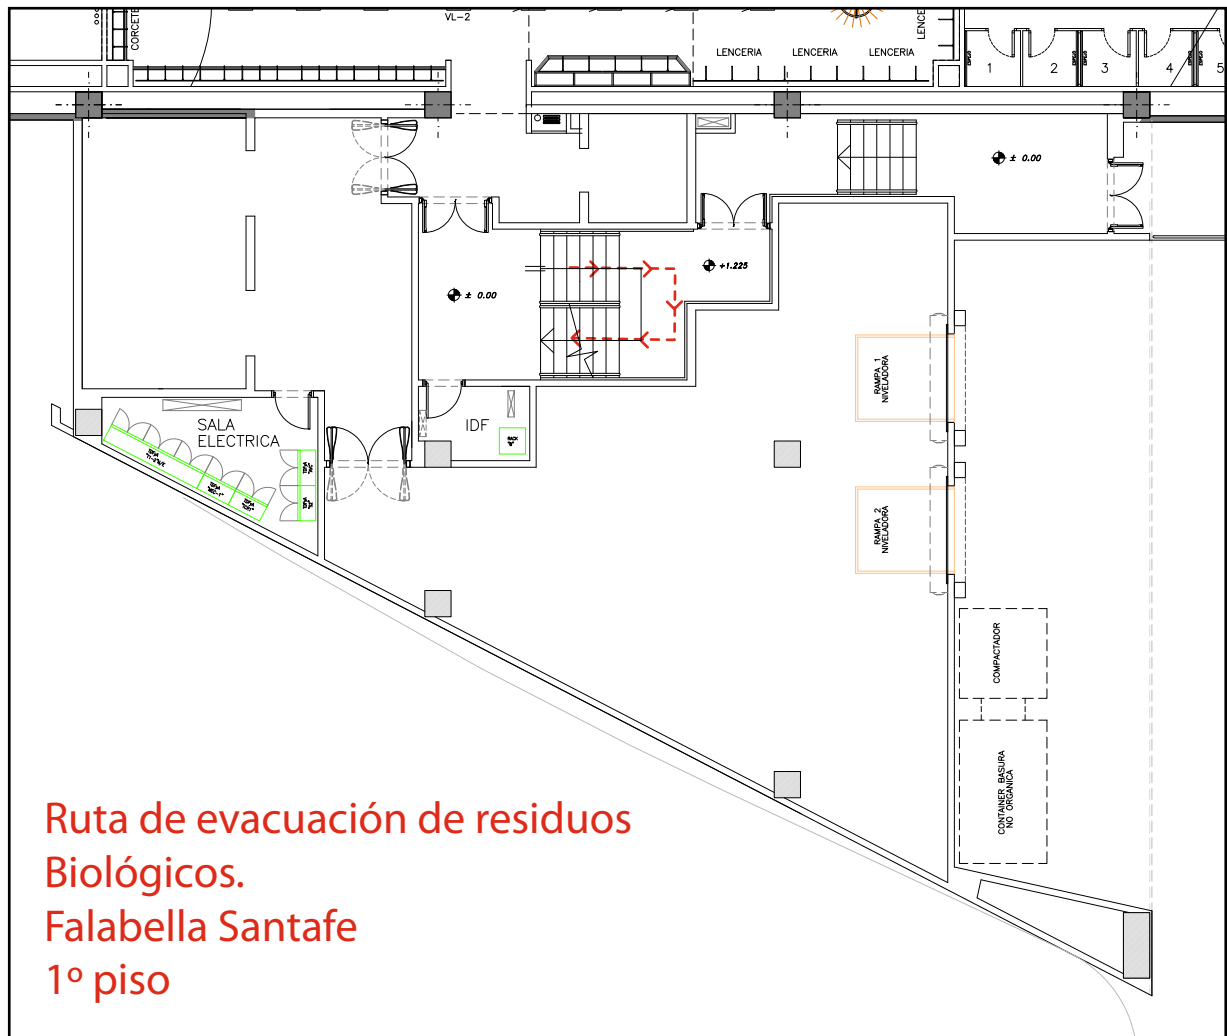 CORCETE
VL-2
LENCERIA
LENCERIA
LENCERIA
LENCE
1
2
3
4
5
± 0.00
+1.225
± 0.00
RAMPA 1
NIVELADORA
SALA
ELECTRICA
IDF
RACK
RAMPA 2
NIVELADORA
COMPACTADOR
CONTAINER BASURA
NO ORGANICA
Ruta de evacuación de residuos
Biológicos.
Falabella Santafe
1º piso